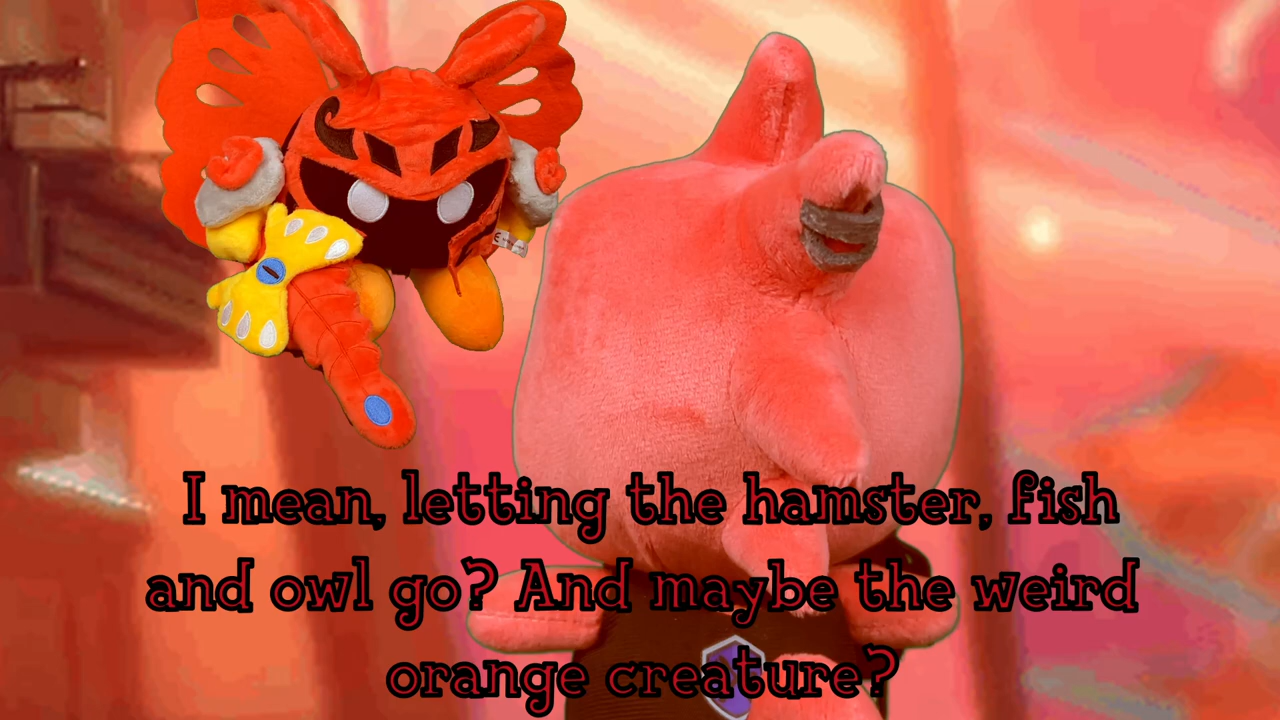 I mean, letting the hamster, fish
and owl go? And maybe the weird
orange creature?